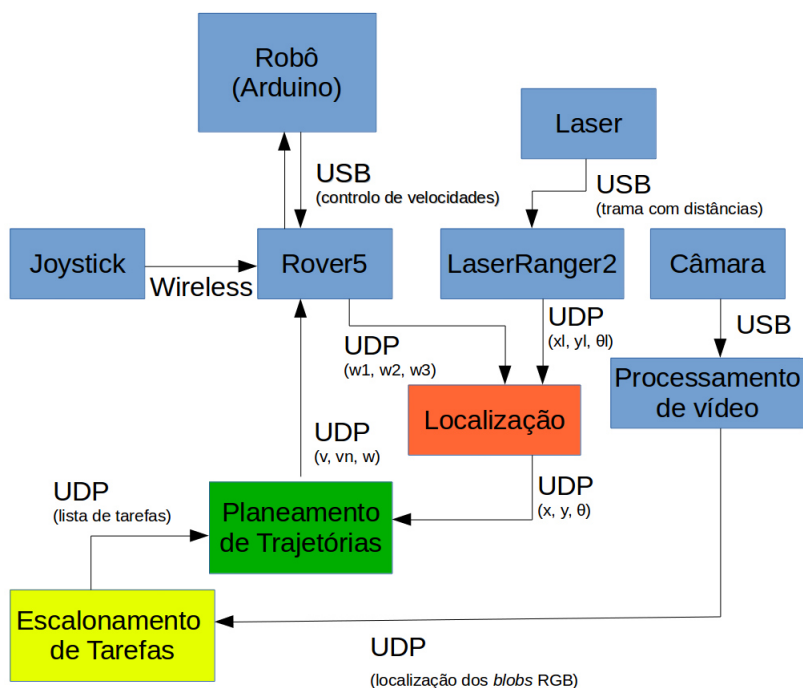 Robô
(Arduino)
Laser
USB
(controlo de velocidades)
USB
(trama com distâncias)
Joystick
Wireless
Rover5
LaserRanger2
Câmara
UDP
(w1, w2, w3)
UDP
(xl, yl, θl)
USB
Processamento
de vídeo
Localização
UDP
(v, vn, w)
UDP
(lista de tarefas)
Planeamento
de Trajetórias
UDP
(x, y, θ)
Escalonamento
de Tarefas
UDP
(localização dos blobs RGB)